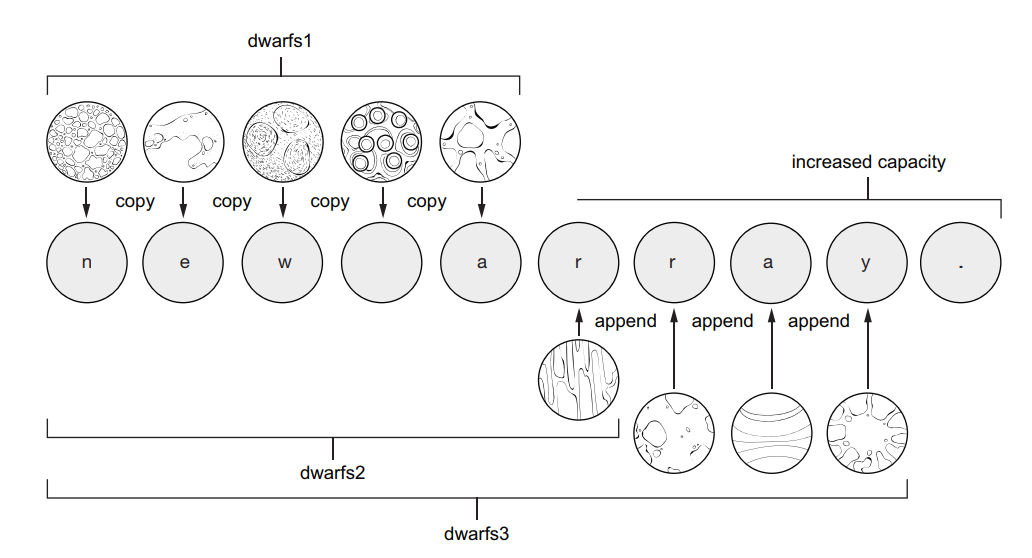 dwarfs1
increased capacity
copy copy copy copy
n e w a r r a y .
append append append
dwarfs2
dwarfs3